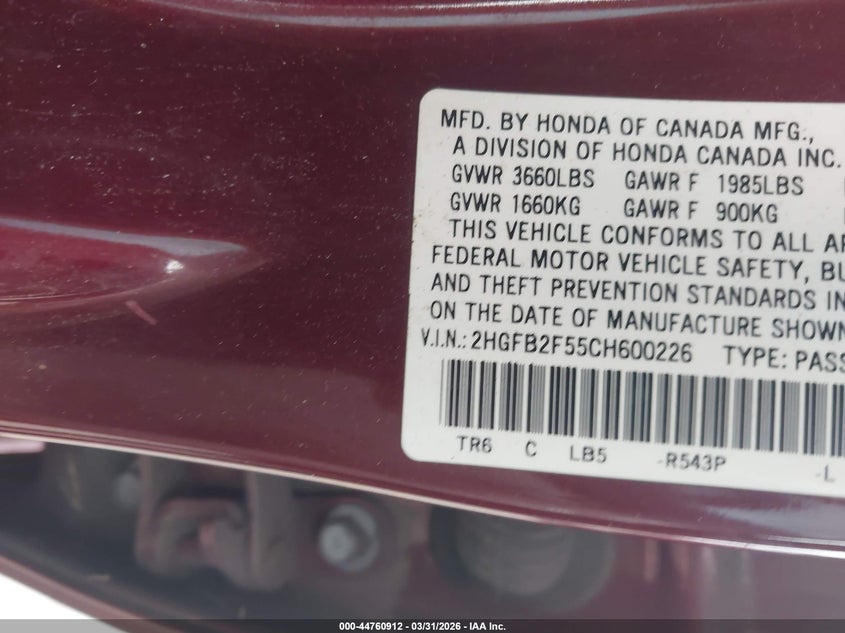 MFD. BY HONDA OF CANADA MFG.,
A DIVISION OF HONDA CANADA INC.
GVWR 3660LBS GAWR F 1985LBS
GVWR 1660KG GAWR F 900KG
THIS VEHICLE CONFORMS TO ALL
FEDERAL MOTOR VEHICLE SAFETY,
AND THEFT PREVENTION STANDARDS IN
ON THE DATE OF MANUFACTURE SHOWN
V.I.N.: 2HGFB2F55CH600226 TYPE: PASS
TR6 C LB5 -R543P -L
000-44760912 - 03/31/2026 - IAA Inc.